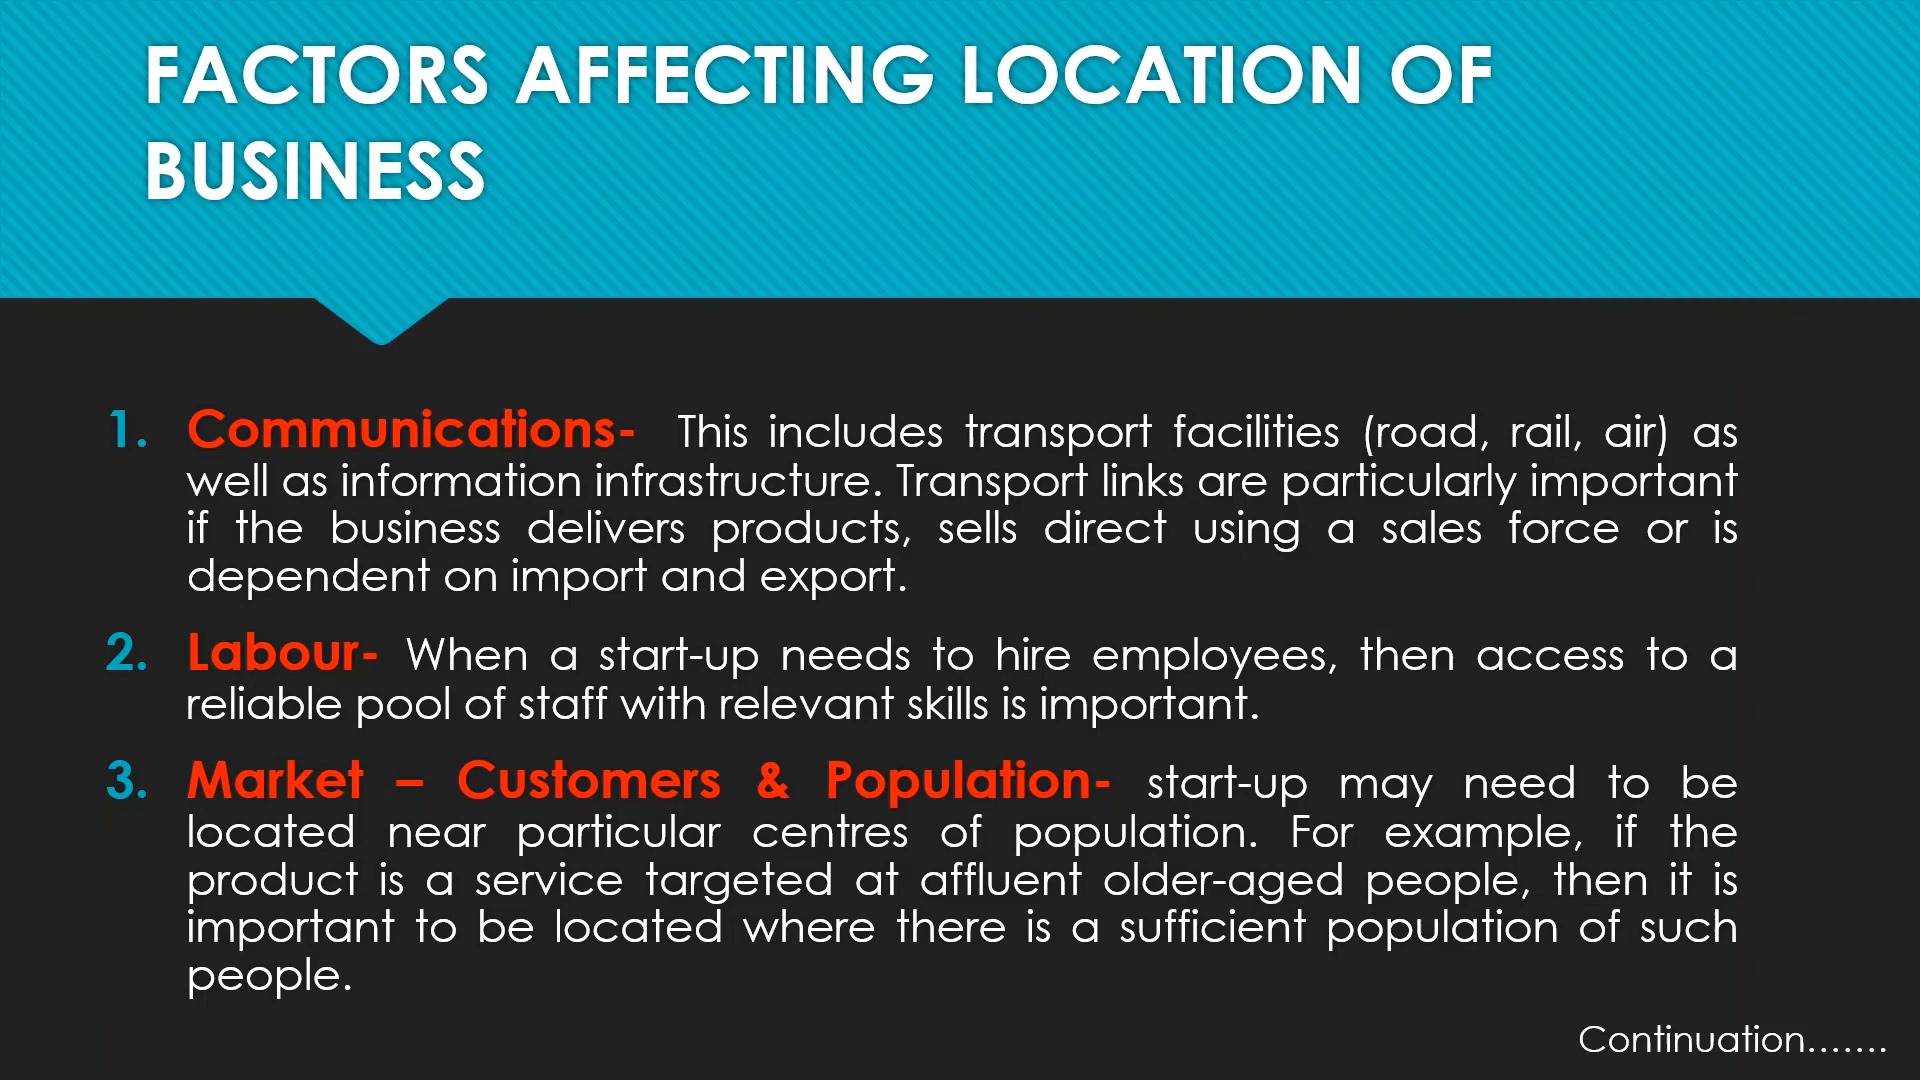 FACTORS AFFECTING LOCATION OF
BUSINESS
1. Communications- This includes transport facilities (road, rail, air) as
well as information infrastructure. Transport links are particularly important
if the business delivers products, sells direct using a sales force or is
dependent on import and export.
2. Labour- When a start-up needs to hire employees, then access to a
reliable pool of staff with relevant skills is important.
3. Market – Customers & Population- start-up may need to be
located near particular centres of population. For example, if the
product is a service targeted at affluent older-aged people, then it is
important to be located where there is a sufficient population of such
people.
Continuation.......